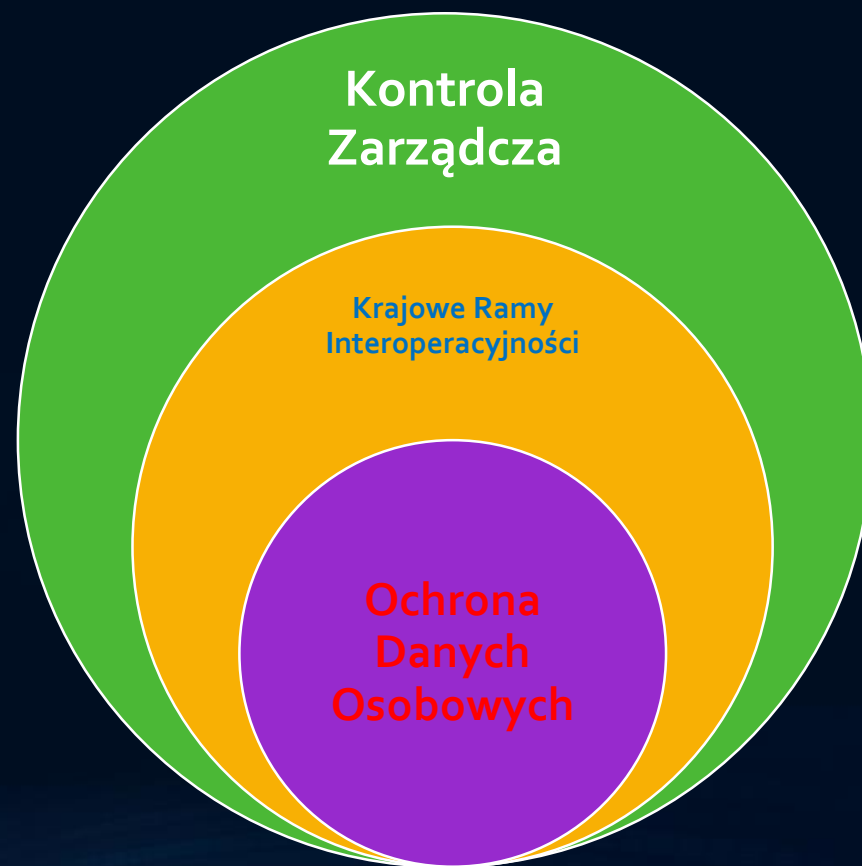 Kontrola
Zarządcza
Krajowe Ramy
Interoperacyjności
Ochrona
Danych
Osobowych